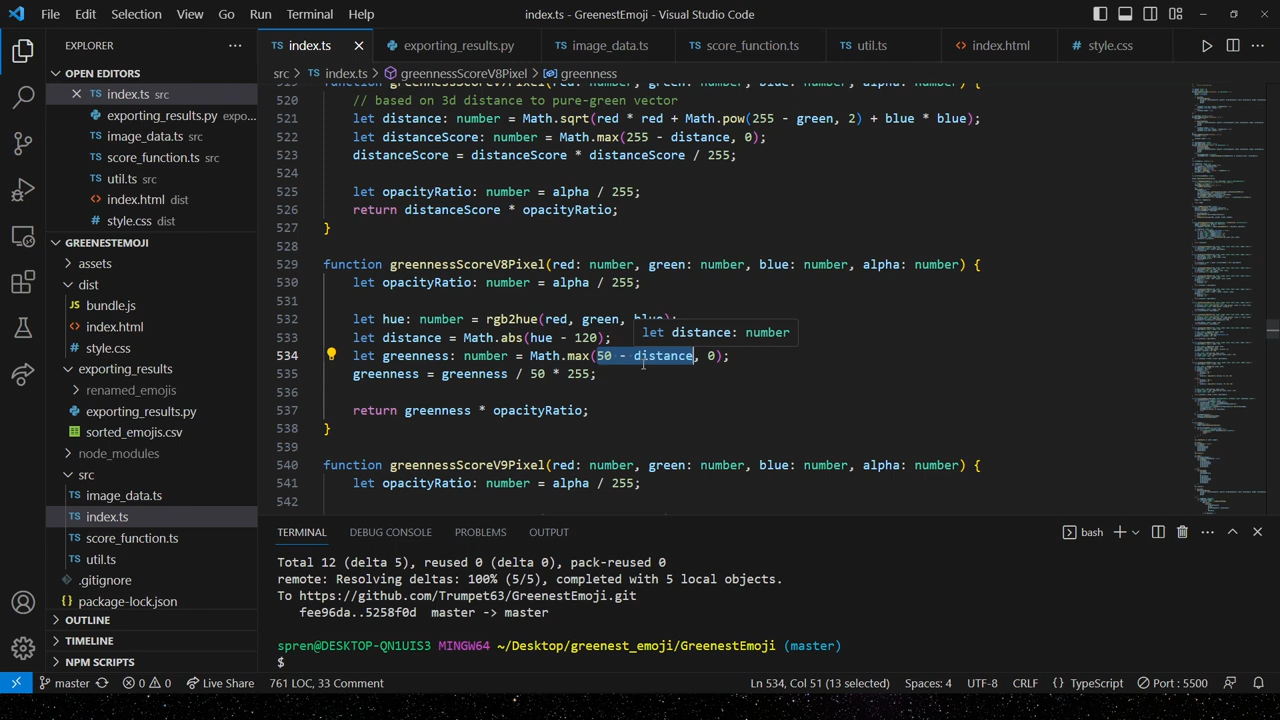 File Edit Selection View Go Run Terminal Help
index.ts - GreenestEmoji - Visual Studio Code
EXPLORER
OPEN EDITORS
index.ts src
exporting_results.py expo...
image_data.ts src
score_function.ts src
util.ts src
index.html dist
style.css dist
GREENESTEMOJI
assets
dist
bundle.js
index.html
style.css
exporting_results
renamed_emojis
exporting_results.py
sorted_emojis.csv
node_modules
src
image_data.ts
index.ts
score_function.ts
util.ts
.gitignore
package-lock.json
OUTLINE
TIMELINE
NPM SCRIPTS
TS index.ts exporting_results.py TS image_data.ts TS score_function.ts TS util.ts index.html # style.css
src > TS index.ts > greennessScoreV8Pixel > greenness
520 // based on 3d distance to pure-green vector
521 let distance: number = Math.sqrt(red * red + Math.pow(255 - green, 2) + blue * blue);
522 let distanceScore: number = Math.max(255 - distance, 0);
523 distanceScore = distanceScore * distanceScore / 255;
524
525 let opacityRatio: number = alpha / 255;
526 return distanceScore * opacityRatio;
527 }
528
529 function greennessScoreV8Pixel(red: number, green: number, blue: number, alpha: number) {
530 let opacityRatio: number = alpha / 255;
531
532 let hue: number = rgb2hue(red, green, blue);
let distance: number
533 let distance = Math hue - 120);
534 let greenness: number = Math.max(50 - distance, 0);
535 greenness = greenness / 50 * 255;
536
537 return greenness * opacityRatio;
538 }
539
540 function greennessScoreV9Pixel(red: number, green: number, blue: number, alpha: number) {
541 let opacityRatio: number = alpha / 255;
542
TERMINAL DEBUG CONSOLE PROBLEMS OUTPUT
bash
Total 12 (delta 5), reused 0 (delta 0), pack-reused 0
remote: Resolving deltas: 100% (5/5), completed with 5 local objects.
To https://github.com/Trumpet63/GreenestEmoji.git
fee96da..5258f0d master -> master
spren@DESKTOP-QN1UIS3 MINGW64 ~/Desktop/greenest_emoji/GreenestEmoji (master)
$
master 0 0 Live Share 761 LOC, 33 Comment Ln 534, Col 51 (13 selected) Spaces: 4 UTF-8 CRLF { } TypeScript Port : 5500